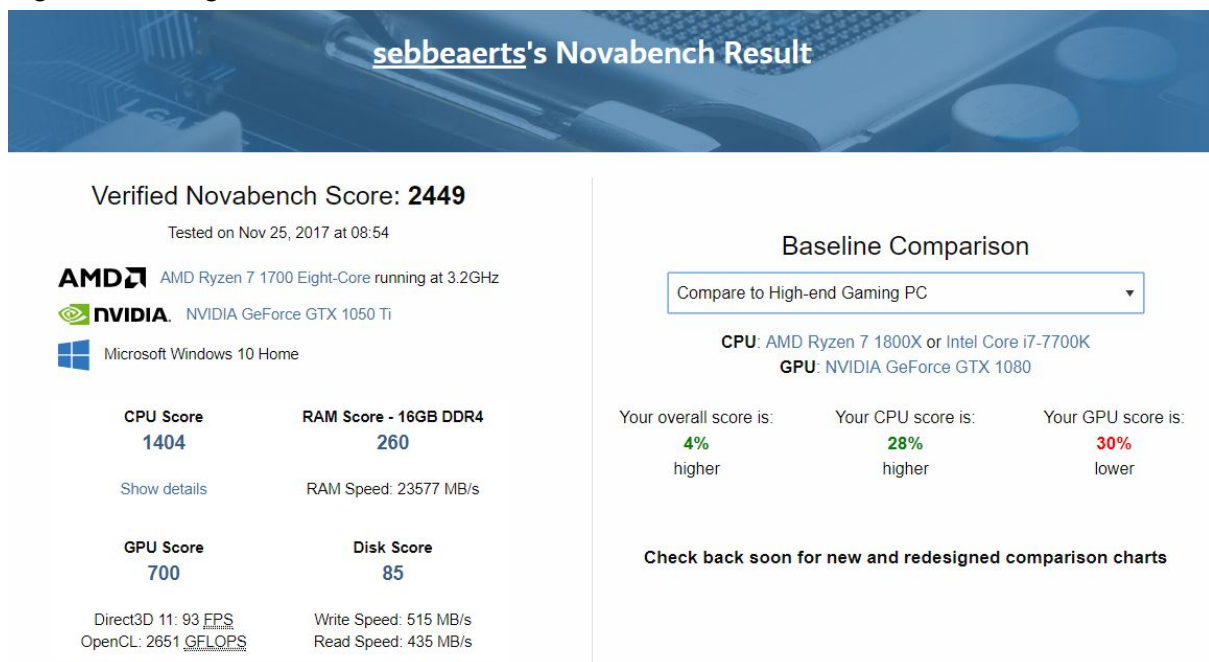 sebbeaerts's Novabench Result
LGA
Verified Novabench Score: 2449
Tested on Nov 25, 2017 at 08:54
AMD AMD Ryzen 7 1700 Eight-Core running at 3.2GHz
NVIDIA. NVIDIA GeForce GTX 1050 Ti
Microsoft Windows 10 Home
CPU Score
1404
Show details
RAM Score - 16GB DDR4
260
RAM Speed: 23577 MB/s
GPU Score
700
Direct3D 11: 93 FPS
OpenCL: 2651 GFLOPS
Disk Score
85
Write Speed: 515 MB/s
Read Speed: 435 MB/s
Baseline Comparison
Compare to High-end Gaming PC
CPU: AMD Ryzen 7 1800X or Intel Core i7-7700K
GPU: NVIDIA GeForce GTX 1080
Your overall score is:
4%
higher
Your CPU score is:
28%
higher
Your GPU score is:
30%
lower
Check back soon for new and redesigned comparison charts